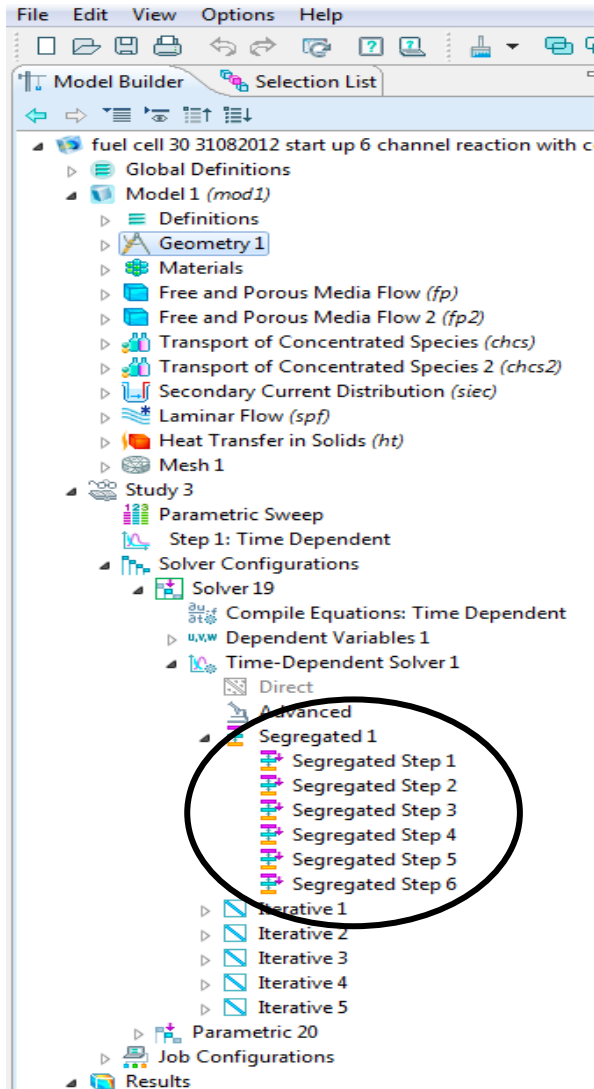 File Edit View Options Help
Model Builder Selection List
fuel cell 30 31082012 start up 6 channel reaction with c
Global Definitions
Model 1 (mod1)
Definitions
Geometry 1
Materials
Free and Porous Media Flow (fp)
Free and Porous Media Flow 2 (fp2)
Transport of Concentrated Species (chcs)
Transport of Concentrated Species 2 (chcs2)
Secondary Current Distribution (siec)
Laminar Flow (spf)
Heat Transfer in Solids (ht)
Mesh 1
Study 3
Parametric Sweep
Step 1: Time Dependent
Solver Configurations
Solver 19
Compile Equations: Time Dependent
u,v,w Dependent Variables 1
Time-Dependent Solver 1
Direct
Advanced
Segregated 1
Segregated Step 1
Segregated Step 2
Segregated Step 3
Segregated Step 4
Segregated Step 5
Segregated Step 6
Iterative 1
Iterative 2
Iterative 3
Iterative 4
Iterative 5
Parametric 20
Job Configurations
Results